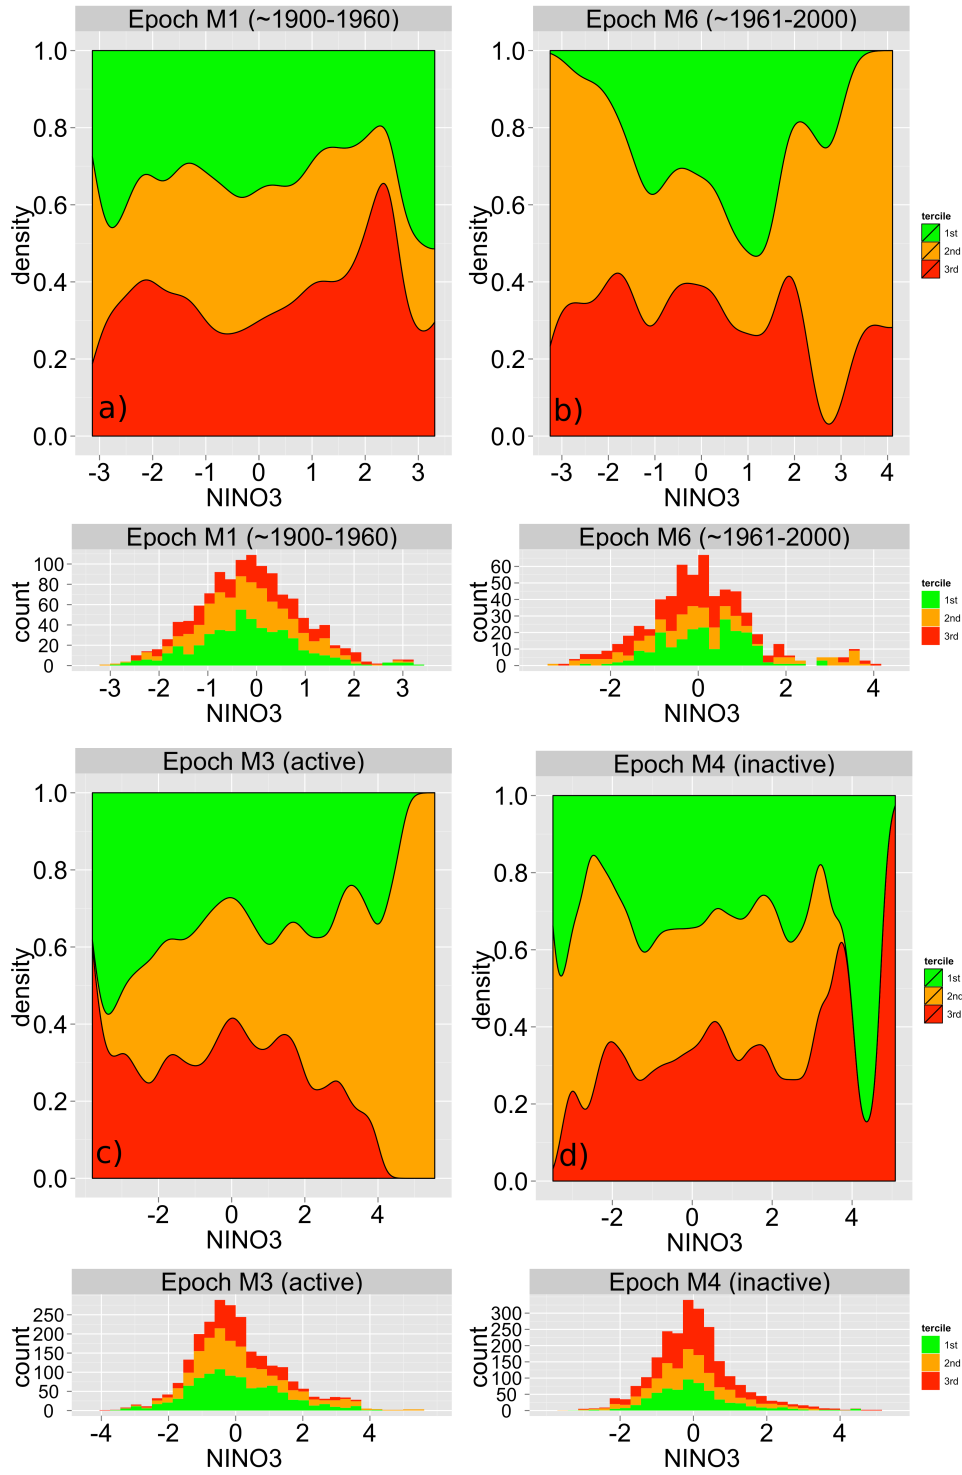 Epoch M1 (~1900-1960)
Epoch M6 (~1961-2000)
1.0
0.8
0.6
0.4
0.2
0.0
density
a)
-3 -2 -1 0 1 2 3
NINO3
1.0
0.8
0.6
0.4
0.2
0.0
density
b)
-3 -2 -1 0 1 2 3 4
NINO3
tercile
1st
2nd
3rd
Epoch M1 (~1900-1960)
Epoch M6 (~1961-2000)
100
80
60
40
20
0
count
-3 -2 -1 0 1 2 3
NINO3
60
50
40
30
20
10
0
count
-2 0 2 4
NINO3
tercile
1st
2nd
3rd
Epoch M3 (active)
Epoch M4 (inactive)
1.0
0.8
0.6
0.4
0.2
0.0
density
c)
-2 0 2 4
NINO3
1.0
0.8
0.6
0.4
0.2
0.0
density
d)
-2 0 2 4
NINO3
tercile
1st
2nd
3rd
Epoch M3 (active)
Epoch M4 (inactive)
250
200
150
100
50
0
count
-4 -2 0 2 4
NINO3
300
250
200
150
100
50
0
count
-2 0 2 4
NINO3
tercile
1st
2nd
3rd